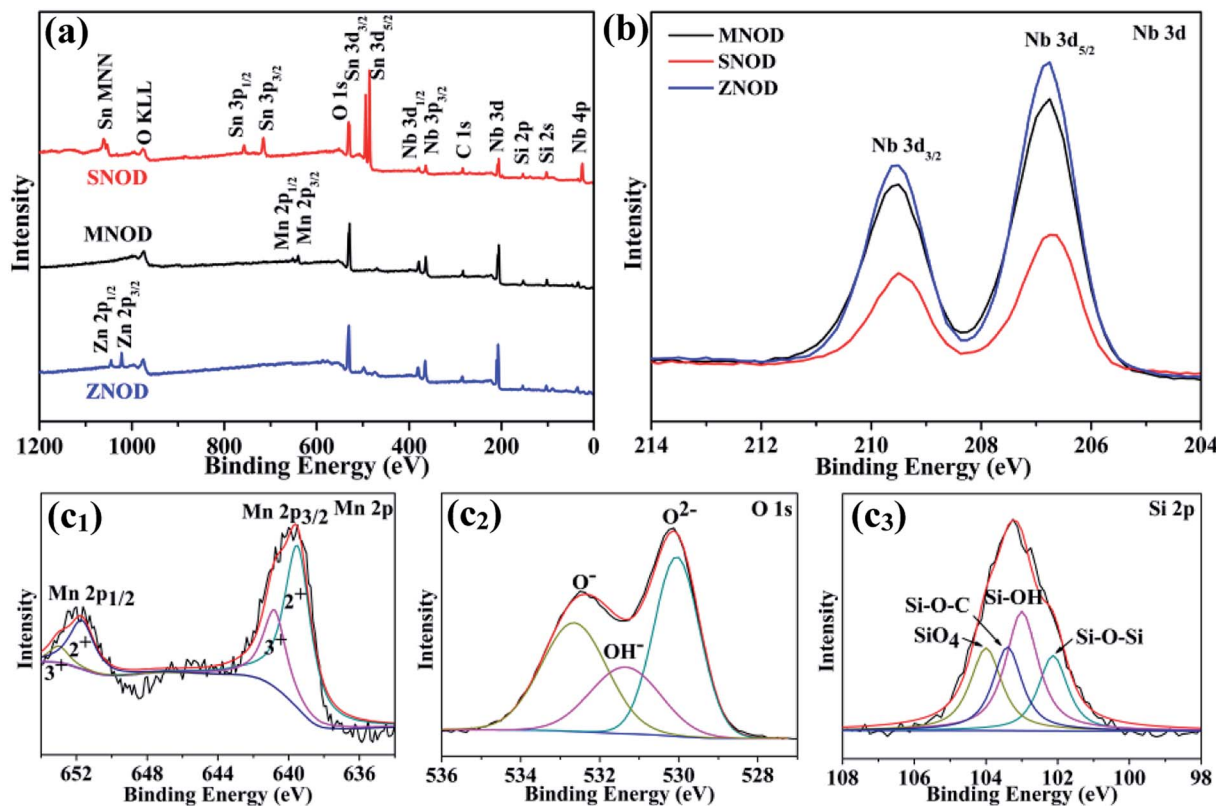 (a)
Sn MNN
O KLL
Sn 3p1/2
Sn 3p3/2
O 1s
Sn 3d3/2
Sn 3d5/2
Nb 3d1/2
Nb 3p3/2
C 1s
Nb 3d
Si 2p
Si 2s
Nb 4p
SNOD
Mn 2p1/2
Mn 2p3/2
MNOD
Zn 2p1/2
Zn 2p3/2
ZNOD
Intensity
1200 1000 800 600 400 200 0
Binding Energy (eV)
(b)
MNOD
SNOD
ZNOD
Nb 3d
Nb 3d5/2
Nb 3d3/2
Intensity
214 212 210 208 206 204
Binding Energy (eV)
(c1)
Mn 2p3/2 Mn 2p
Mn 2p1/2
2+
3+
2+
3+
Intensity
652 648 644 640 636
Binding Energy (eV)
(c2)
O2-
O 1s
O-
OH-
Intensity
536 534 532 530 528
Binding Energy (eV)
(c3)
Si 2p
Si-O-C
Si-OH
SiO4
Si-O-Si
Intensity
108 106 104 102 100 98
Binding Energy (eV)